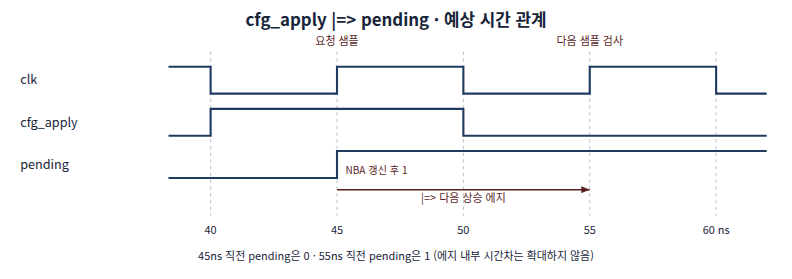 cfg_apply |=> pending · 예상 시간 관계
요청 샘플
다음 샘플 검사
clk
cfg_apply
pending
NBA 갱신 후 1
|=> 다음 상승 에지
40 45 50 55 60 ns
45ns 직전 pending은 0 · 55ns 직전 pending은 1 (에지 내부 시간차는 확대하지 않음)